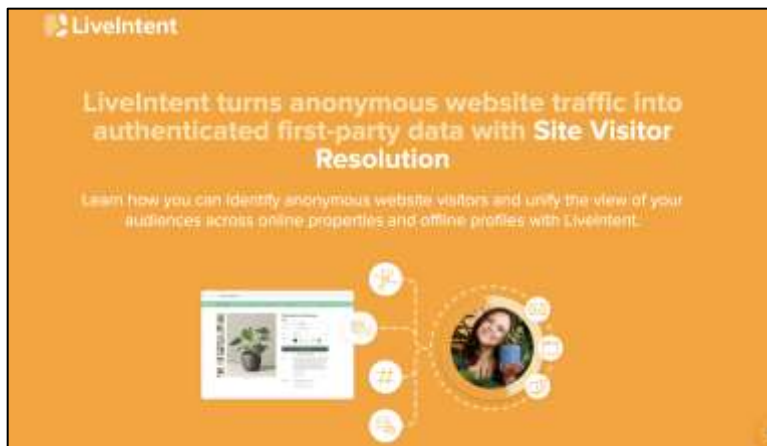 LiveIntent
LiveIntent turns anonymous website traffic into
authenticated first-party data with Site Visitor
Resolution
Learn how you can identify anonymous website visitors and unify the view of your
audiences across online properties and offline profiles with LiveIntent.
#